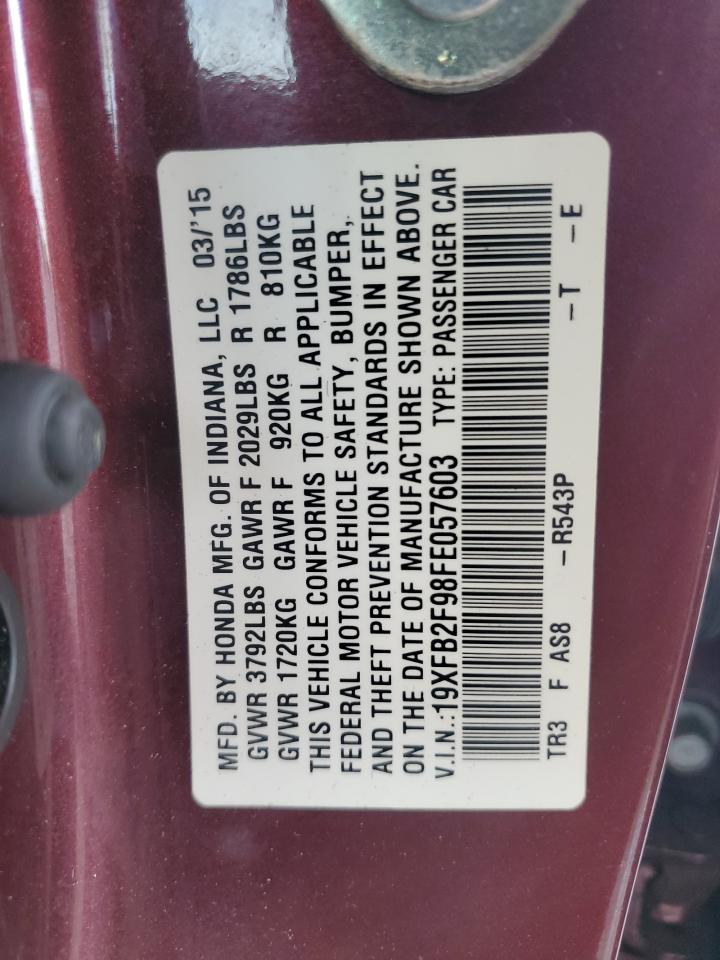 MFD. BY HONDA MFG. OF INDIANA, LLC 03/'15
GVWR 3792LBS GAWR F 2029LBS R 1786LBS
GVWR 1720KG GAWR F 920KG R 810KG
THIS VEHICLE CONFORMS TO ALL APPLICABLE
FEDERAL MOTOR VEHICLE SAFETY, BUMPER,
AND THEFT PREVENTION STANDARDS IN EFFECT
ON THE DATE OF MANUFACTURE SHOWN ABOVE.
V.I.N.:19XFB2F98FE057603 TYPE: PASSENGER CAR
TR3 F AS8 -R543P -T -E